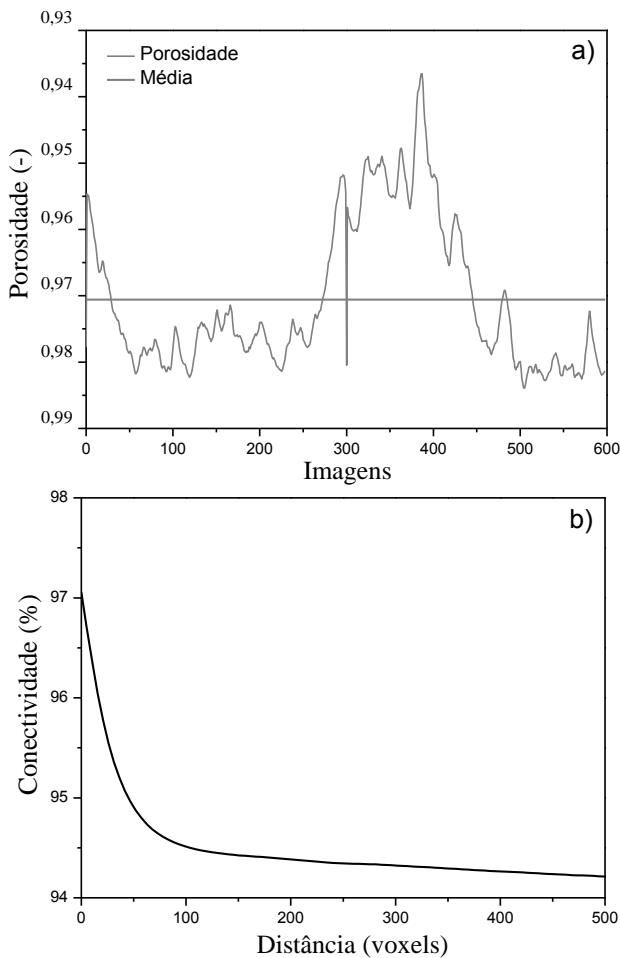 0,93
Porosidade
Média
a)
0,94
0,95
0,96
0,97
0,98
0,99
Porosidade (-)
0 100 200 300 400 500 600
Imagens
98
b)
97
96
95
94
Conectividade (%)
0 100 200 300 400 500
Distância (voxels)